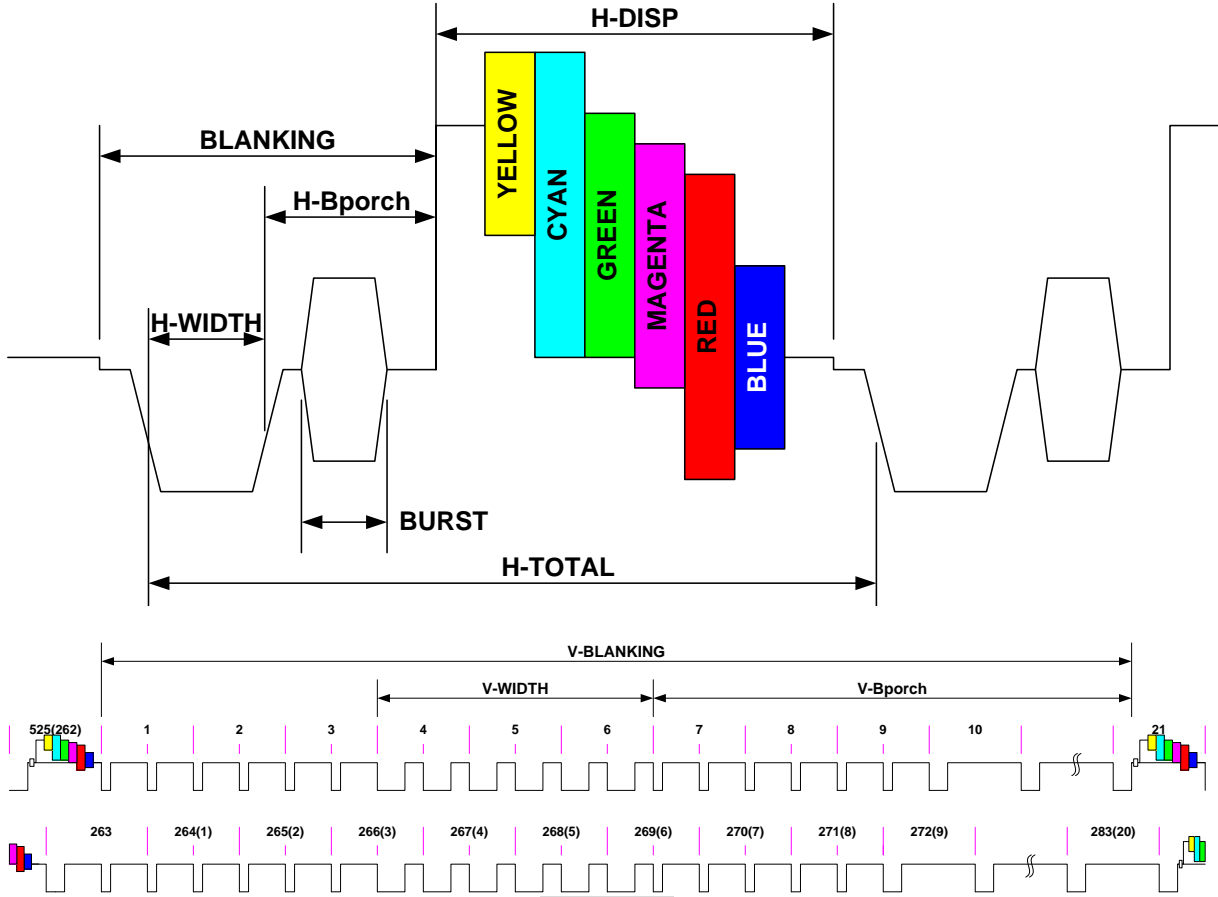 H-DISP
BLANKING
H-Bporch
H-WIDTH
YELLOW
CYAN
GREEN
MAGENTA
RED
BLUE
BURST
H-TOTAL
V-BLANKING
V-WIDTH V-Bporch
525(262) 1 2 3 4 5 6 7 8 9 10 21
263 264(1) 265(2) 266(3) 267(4) 268(5) 269(6) 270(7) 271(8) 272(9) 283(20)